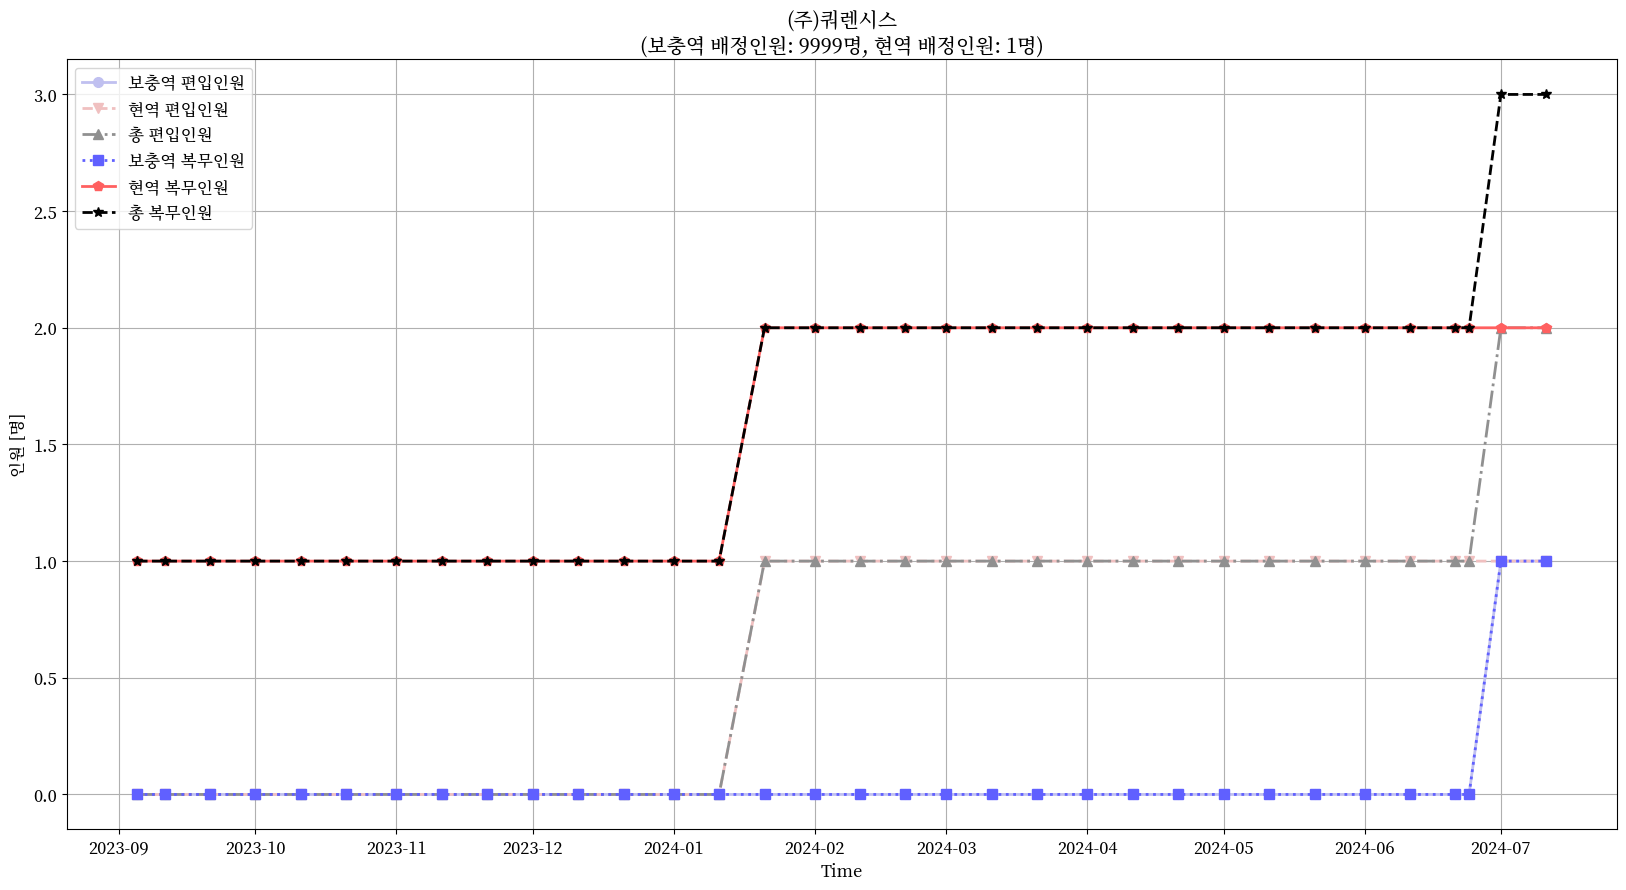 (주)쿼렌시스
(보충역 배정인원: 9999명, 현역 배정인원: 1명)
보충역 편입인원
현역 편입인원
총 편입인원
보충역 복무인원
현역 복무인원
총 복무인원
3.0
2.5
2.0
1.5
1.0
0.5
0.0
인원 [명]
2023-09
2023-10
2023-11
2023-12
2024-01
2024-02
2024-03
2024-04
2024-05
2024-06
2024-07
Time